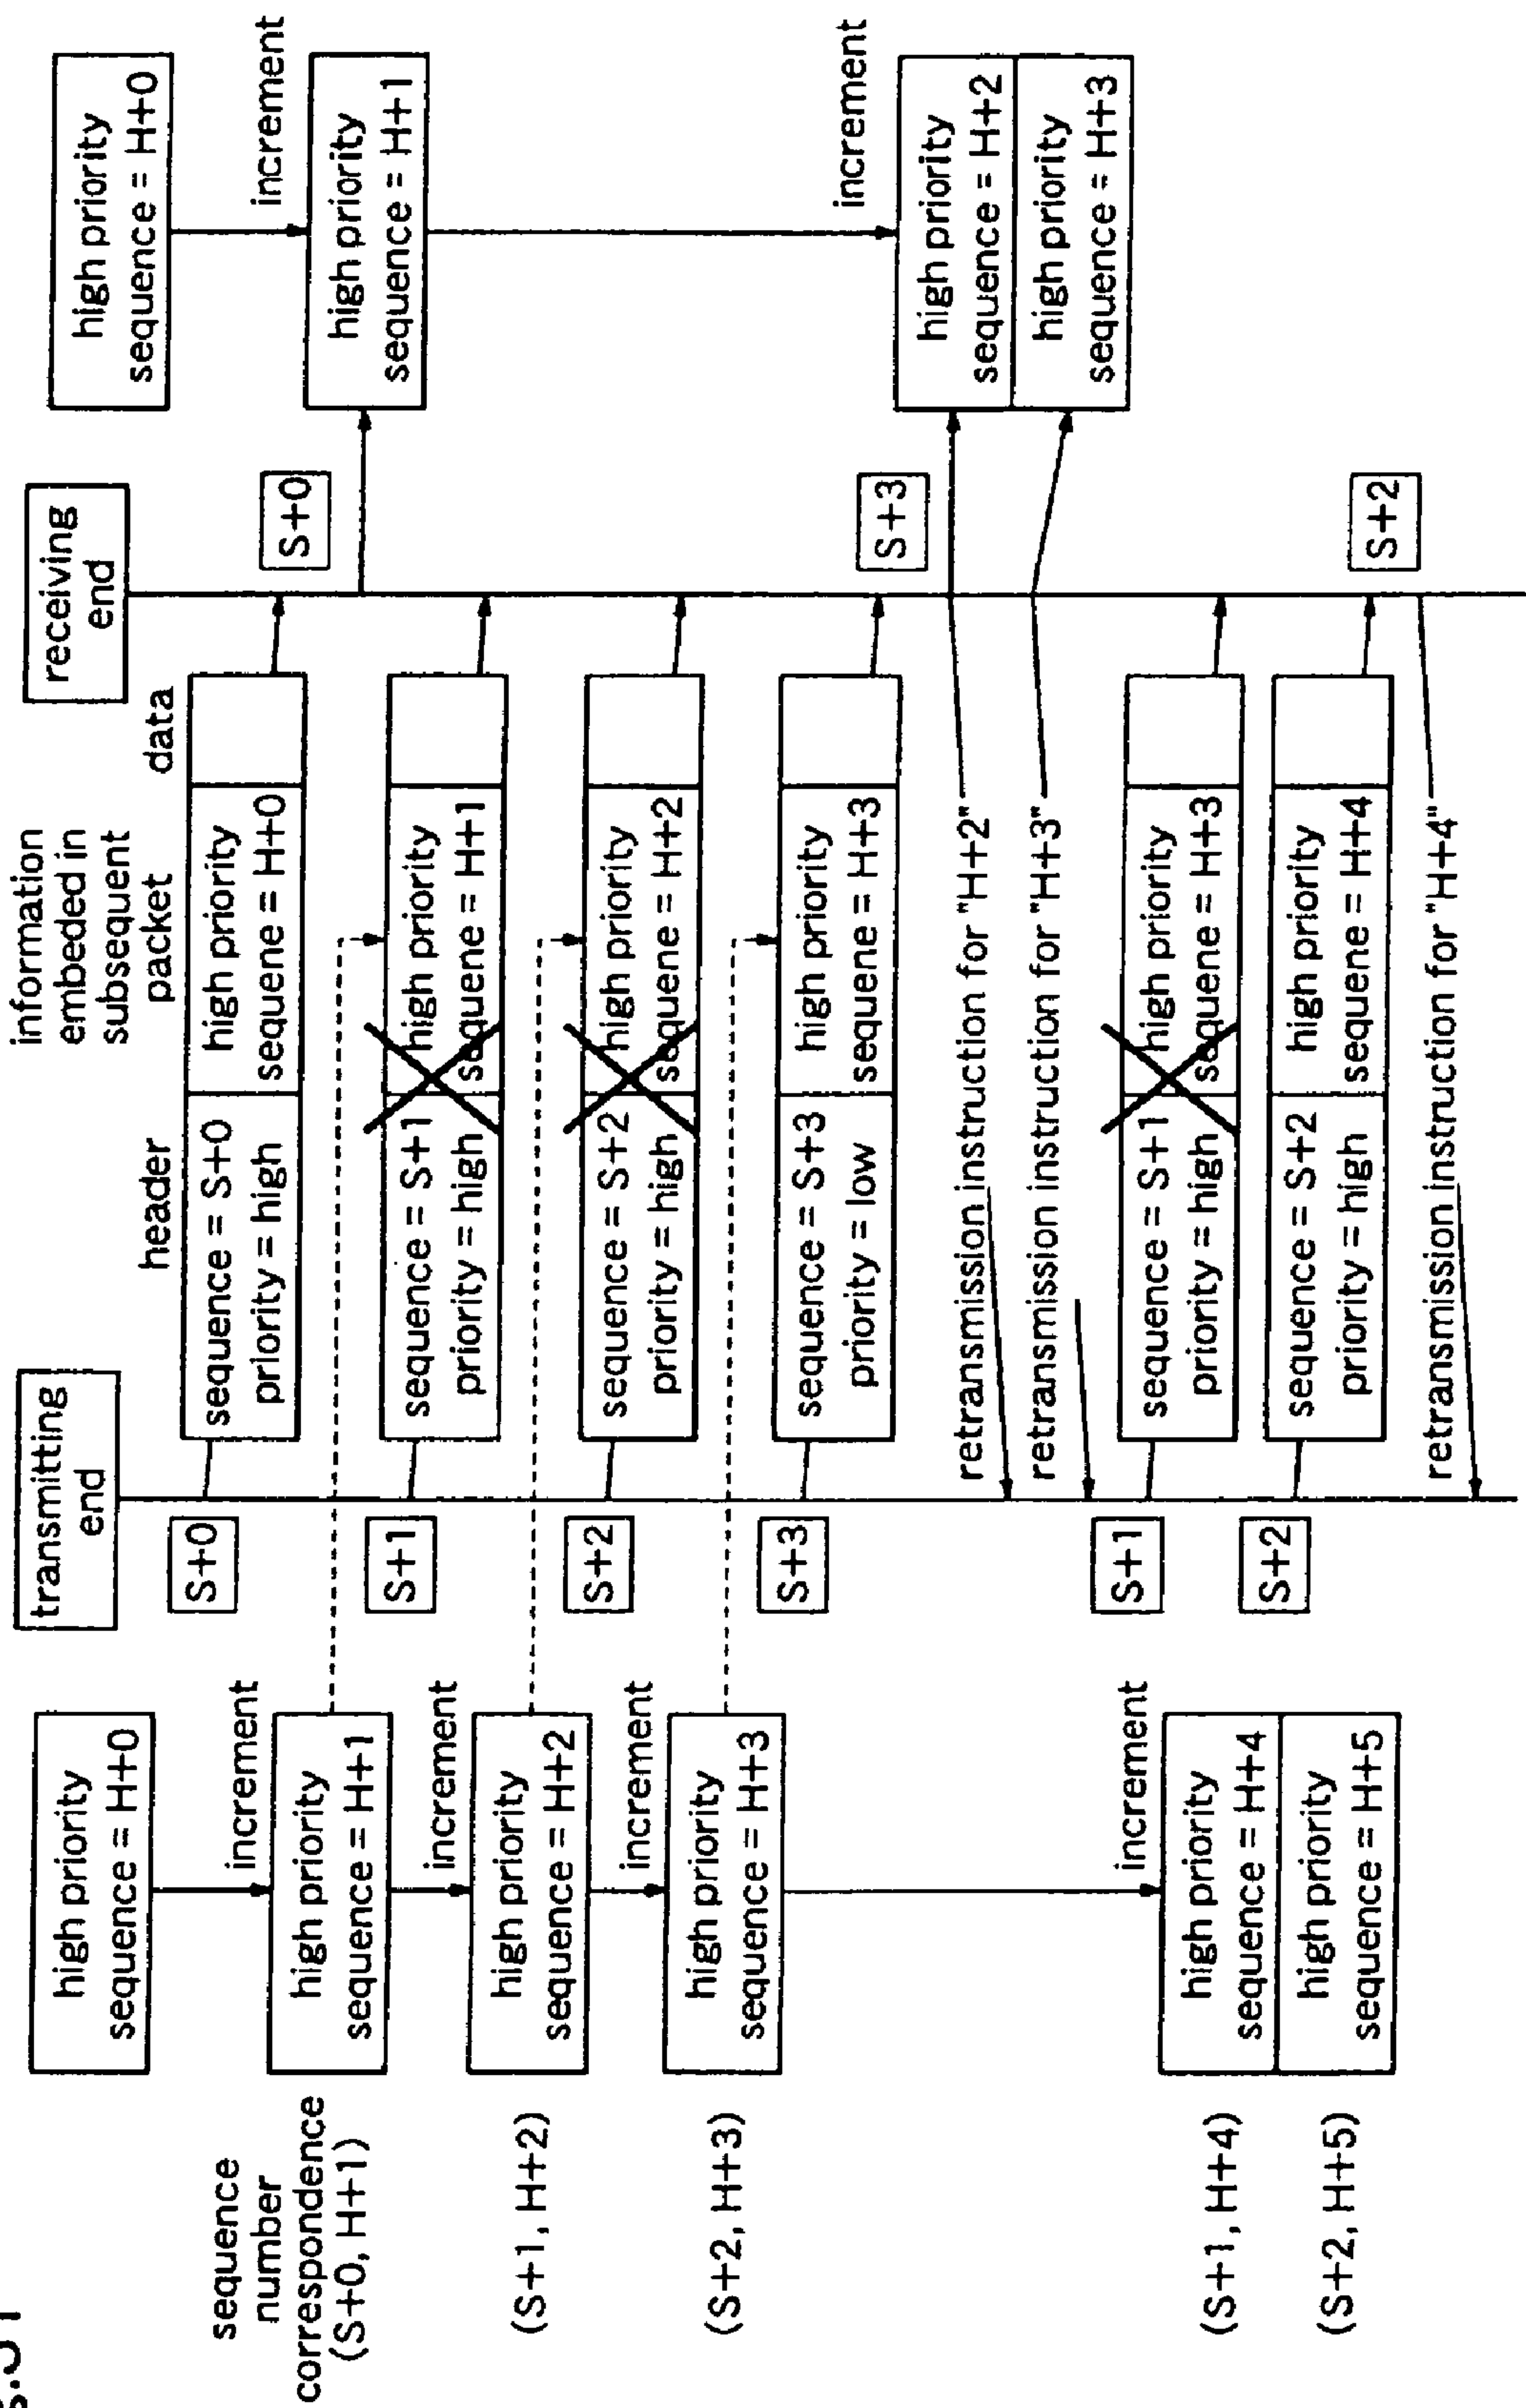 g.31
transmitting
end
receiving
end
header
information
embeded in
subsequent
packet
data
high priority
sequence = H+0
S+0
sequence = S+0
priority = high
high priority
sequene = H+0
S+0
high priority
sequence = H+0
sequence
number
correspondence
(S+0, H+1)
increment
high priority
sequence = H+1
increment
high priority
sequence = H+1
S+1
sequence = S+1
priority = high
high priority
sequene = H+1
(S+1, H+2)
increment
high priority
sequence = H+2
S+2
sequence = S+2
priority = high
high priority
sequene = H+2
(S+2, H+3)
increment
high priority
sequence = H+3
S+3
sequence = S+3
priority = low
high priority
sequene = H+3
S+3
increment
high priority
sequence = H+2
high priority
sequence = H+3
retransmission instruction for "H+2"
retransmission instruction for "H+3"
(S+1, H+4)
(S+2, H+5)
increment
high priority
sequence = H+4
high priority
sequence = H+5
S+1
sequence = S+1
priority = high
high priority
sequene = H+3
S+2
sequence = S+2
priority = high
high priority
sequene = H+4
S+2
retransmission instruction for "H+4"